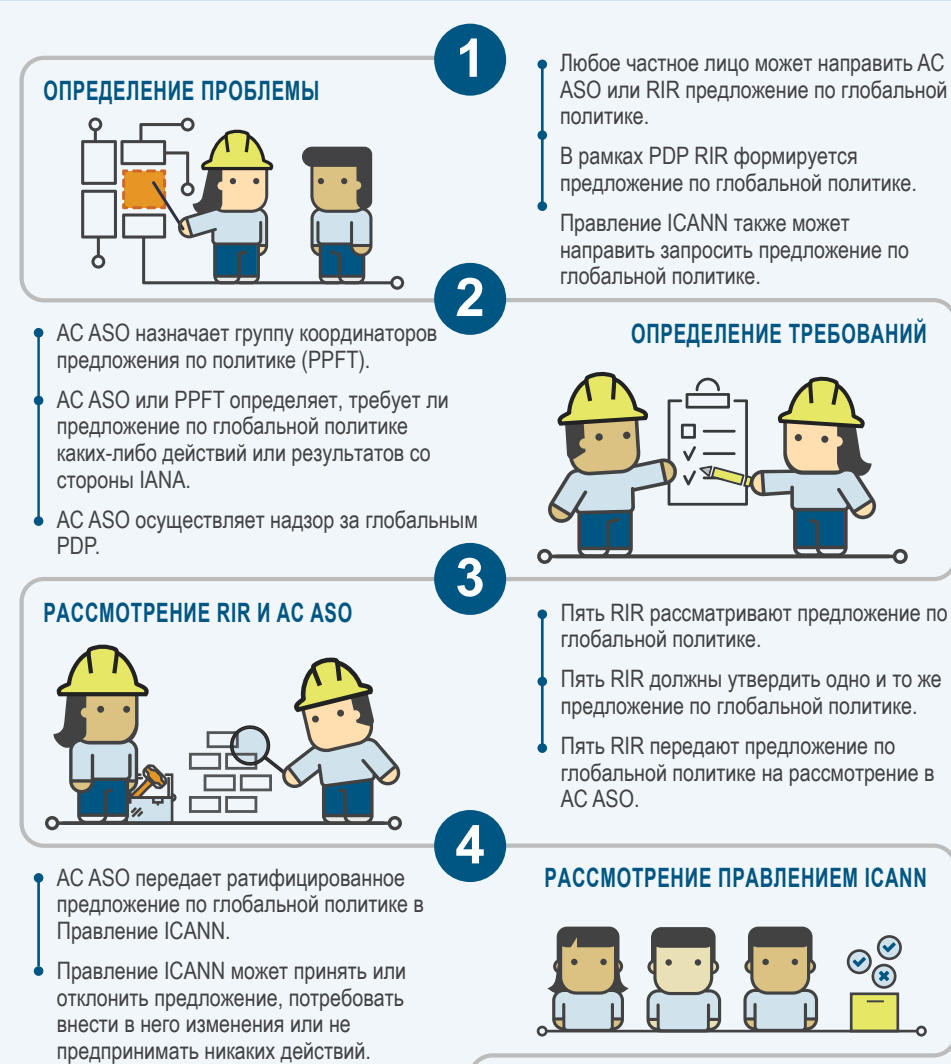 1
ОПРЕДЕЛЕНИЕ ПРОБЛЕМЫ
Любое частное лицо может направить AC
ASO или RIR предложение по глобальной
политике.
В рамках PDP RIR формируется
предложение по глобальной политике.
Правление ICANN также может
направить запросить предложение по
глобальной политике.
2
ОПРЕДЕЛЕНИЕ ТРЕБОВАНИЙ
AC ASO назначает группу координаторов
предложения по политике (PPFT).
AC ASO или PPFT определяет, требует ли
предложение по глобальной политике
каких-либо действий или результатов со
стороны IANA.
AC ASO осуществляет надзор за глобальным
PDP.
3
РАССМОТРЕНИЕ RIR И AC ASO
Пять RIR рассматривают предложение по
глобальной политике.
Пять RIR должны утвердить одно и то же
предложение по глобальной политике.
Пять RIR передают предложение по
глобальной политике на рассмотрение в
AC ASO.
4
РАССМОТРЕНИЕ ПРАВЛЕНИЕМ ICANN
AC ASO передает ратифицированное
предложение по глобальной политике в
Правление ICANN.
Правление ICANN может принять или
отклонить предложение, потребовать
внести в него изменения или не
предпринимать никаких действий.